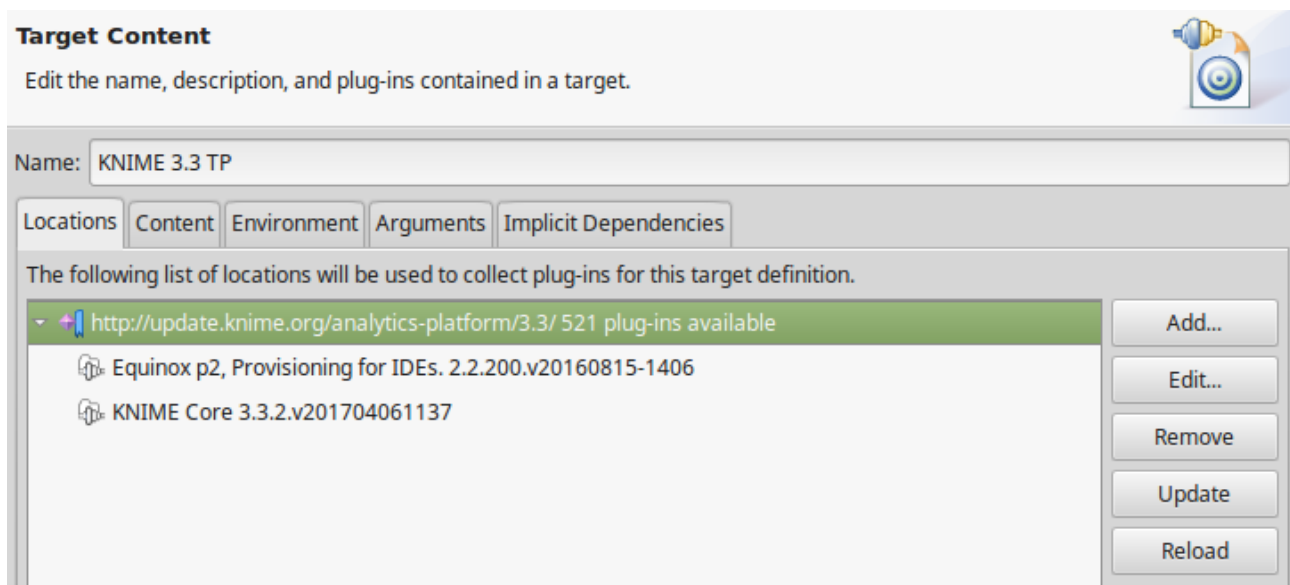 Target Content
Edit the name, description, and plug-ins contained in a target.
Name: KNIME 3.3 TP
Locations Content Environment Arguments Implicit Dependencies
The following list of locations will be used to collect plug-ins for this target definition.
http://update.knime.org/analytics-platform/3.3/ 521 plug-ins available
Equinox p2, Provisioning for IDEs. 2.2.200.v20160815-1406
KNIME Core 3.3.2.v201704061137
Add...
Edit...
Remove
Update
Reload